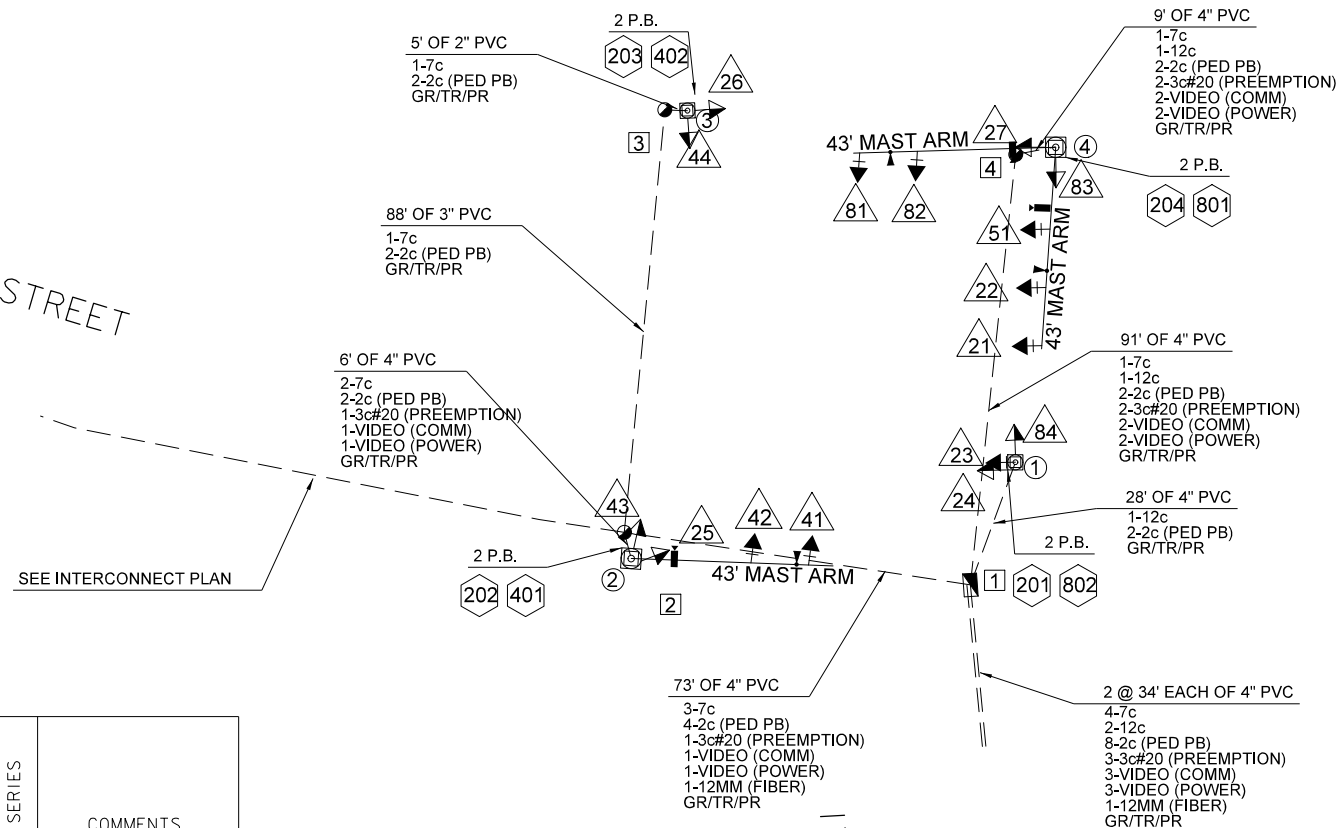 2 P.B.
203
402
5' OF 2" PVC
1-7c
2-2c (PED PB)
GR/TR/PR
26
3
3
44
9' OF 4" PVC
1-7c
1-12c
2-2c (PED PB)
2-3c#20 (PREEMPTION)
2-VIDEO (COMM)
2-VIDEO (POWER)
GR/TR/PR
43' MAST ARM
27
4
4
81
82
83
2 P.B.
204
801
51
22
21
43' MAST ARM
88' OF 3" PVC
1-7c
2-2c (PED PB)
GR/TR/PR
STREET
6' OF 4" PVC
2-7c
2-2c (PED PB)
1-3c#20 (PREEMPTION)
1-VIDEO (COMM)
1-VIDEO (POWER)
GR/TR/PR
91' OF 4" PVC
1-7c
1-12c
2-2c (PED PB)
2-3c#20 (PREEMPTION)
2-VIDEO (COMM)
2-VIDEO (POWER)
GR/TR/PR
84
23
1
24
28' OF 4" PVC
1-12c
2-2c (PED PB)
GR/TR/PR
43
25
42
41
43' MAST ARM
2 P.B.
202
401
2
2
SEE INTERCONNECT PLAN
2 P.B.
1
201
802
73' OF 4" PVC
3-7c
4-2c (PED PB)
1-3c#20 (PREEMPTION)
1-VIDEO (COMM)
1-VIDEO (POWER)
1-12MM (FIBER)
GR/TR/PR
2 @ 34' EACH OF 4" PVC
4-7c
2-12c
8-2c (PED PB)
3-3c#20 (PREEMPTION)
3-VIDEO (COMM)
3-VIDEO (POWER)
1-12MM (FIBER)
GR/TR/PR
SERIES
COMMENTS